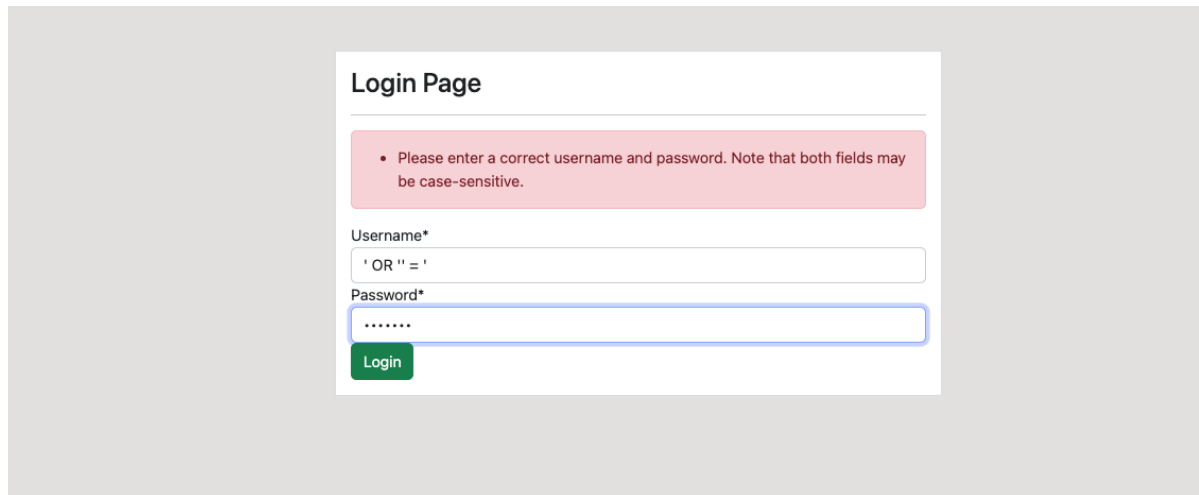 Login Page
• Please enter a correct username and password. Note that both fields may
be case-sensitive.
Username*
' OR '' = '
Password*
•••••••
Login